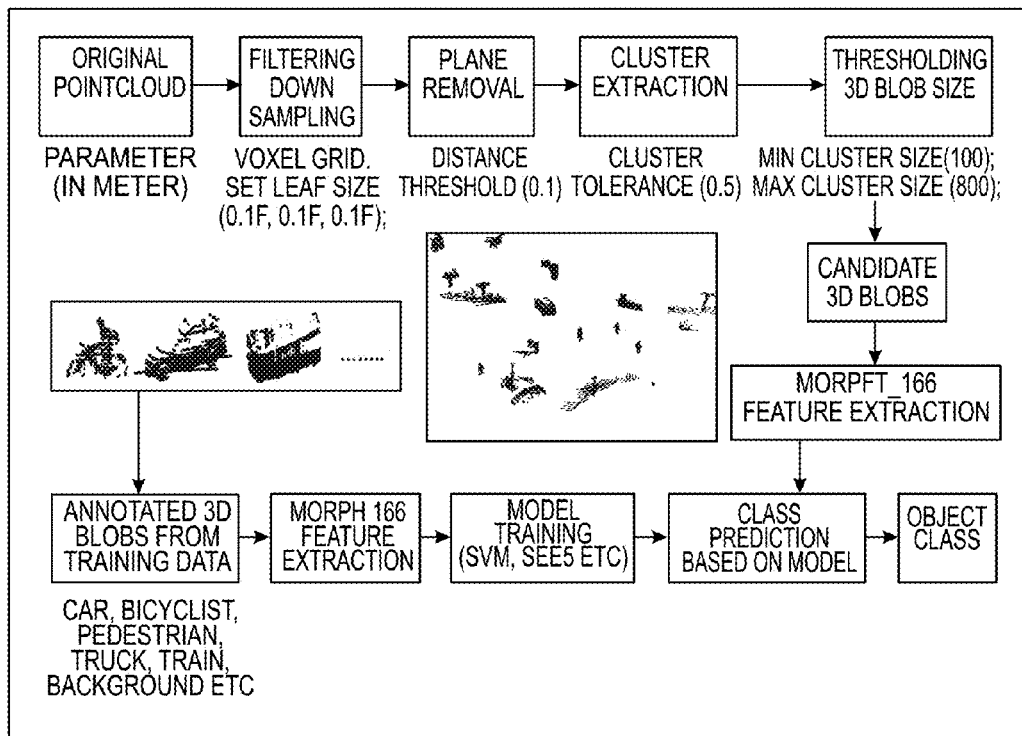 ORIGINAL
POINTCLOUD
FILTERING
DOWN
SAMPLING
PLANE
REMOVAL
CLUSTER
EXTRACTION
THRESHOLDING
3D BLOB SIZE
PARAMETER
(IN METER)
VOXEL GRID.
SET LEAF SIZE
(0.1F, 0.1F, 0.1F);
DISTANCE
THRESHOLD (0.1)
CLUSTER
TOLERANCE (0.5)
MIN CLUSTER SIZE(100);
MAX CLUSTER SIZE (800);
CANDIDATE
3D BLOBS
MORPFT_166
FEATURE EXTRACTION
ANNOTATED 3D
BLOBS FROM
TRAINING DATA
MORPH 166
FEATURE
EXTRACTION
MODEL
TRAINING
(SVM, SEE5 ETC)
CLASS
PREDICTION
BASED ON MODEL
OBJECT
CLASS
CAR, BICYCLIST,
PEDESTRIAN,
TRUCK, TRAIN,
BACKGROUND ETC